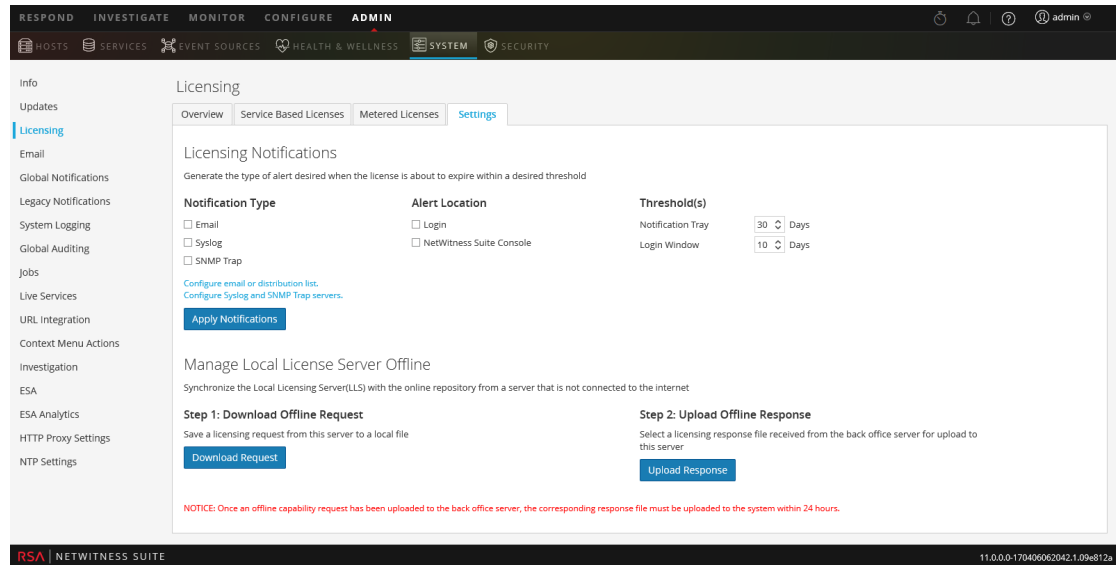 RESPOND INVESTIGATE MONITOR CONFIGURE ADMIN admin
HOSTS SERVICES EVENT SOURCES HEALTH & WELLNESS SYSTEM SECURITY
Info
Updates
Licensing
Email
Global Notifications
Legacy Notifications
System Logging
Global Auditing
Jobs
Live Services
URL Integration
Context Menu Actions
Investigation
ESA
ESA Analytics
HTTP Proxy Settings
NTP Settings
Licensing
Overview Service Based Licenses Metered Licenses Settings
Licensing Notifications
Generate the type of alert desired when the license is about to expire within a desired threshold
Notification Type Alert Location Threshold(s)
Email Login Notification Tray 30 Days
Syslog NetWitness Suite Console Login Window 10 Days
SNMP Trap
Configure email or distribution list.
Configure Syslog and SNMP Trap servers.
Apply Notifications
Manage Local License Server Offline
Synchronize the Local Licensing Server(LLS) with the online repository from a server that is not connected to the internet
Step 1: Download Offline Request
Save a licensing request from this server to a local file
Download Request
Step 2: Upload Offline Response
Select a licensing response file received from the back office server for upload to
this server
Upload Response
NOTICE: Once an offline capability request has been uploaded to the back office server, the corresponding response file must be uploaded to the system within 24 hours.
RSA NETWITNESS SUITE 11.0.0.0-170406062042.1.09e812a